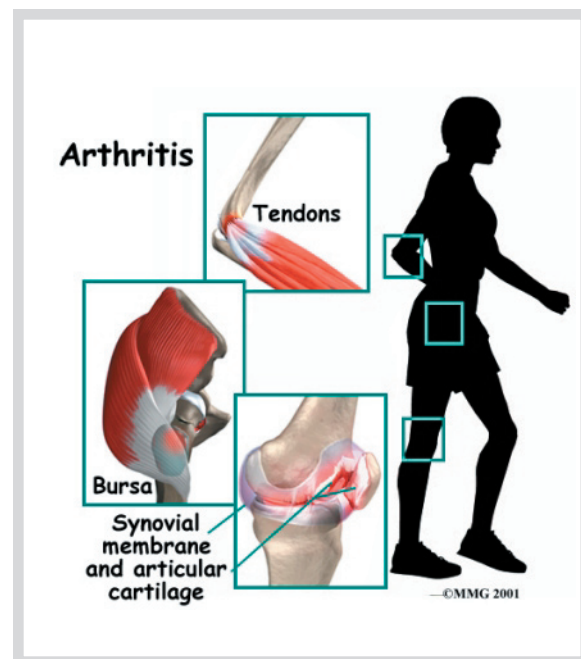 Arthritis
Tendons
Bursa
Synovial
membrane
and articular
cartilage
©MMG 2001